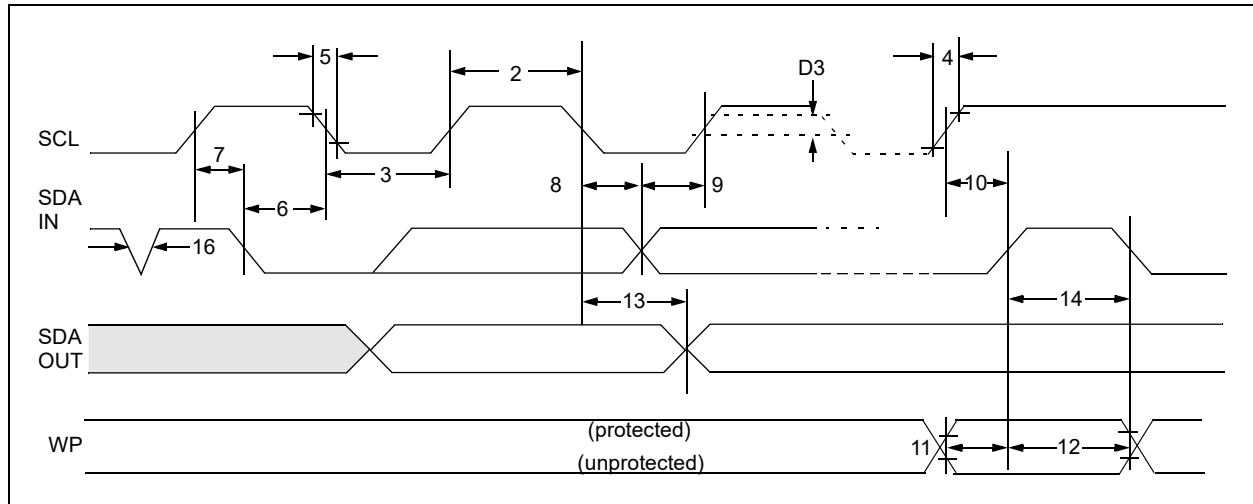 5
2
D3
4
SCL
7
3
8
9
10
SDA
IN
6
16
13
14
SDA
OUT
WP
(protected)
(unprotected)
11
12